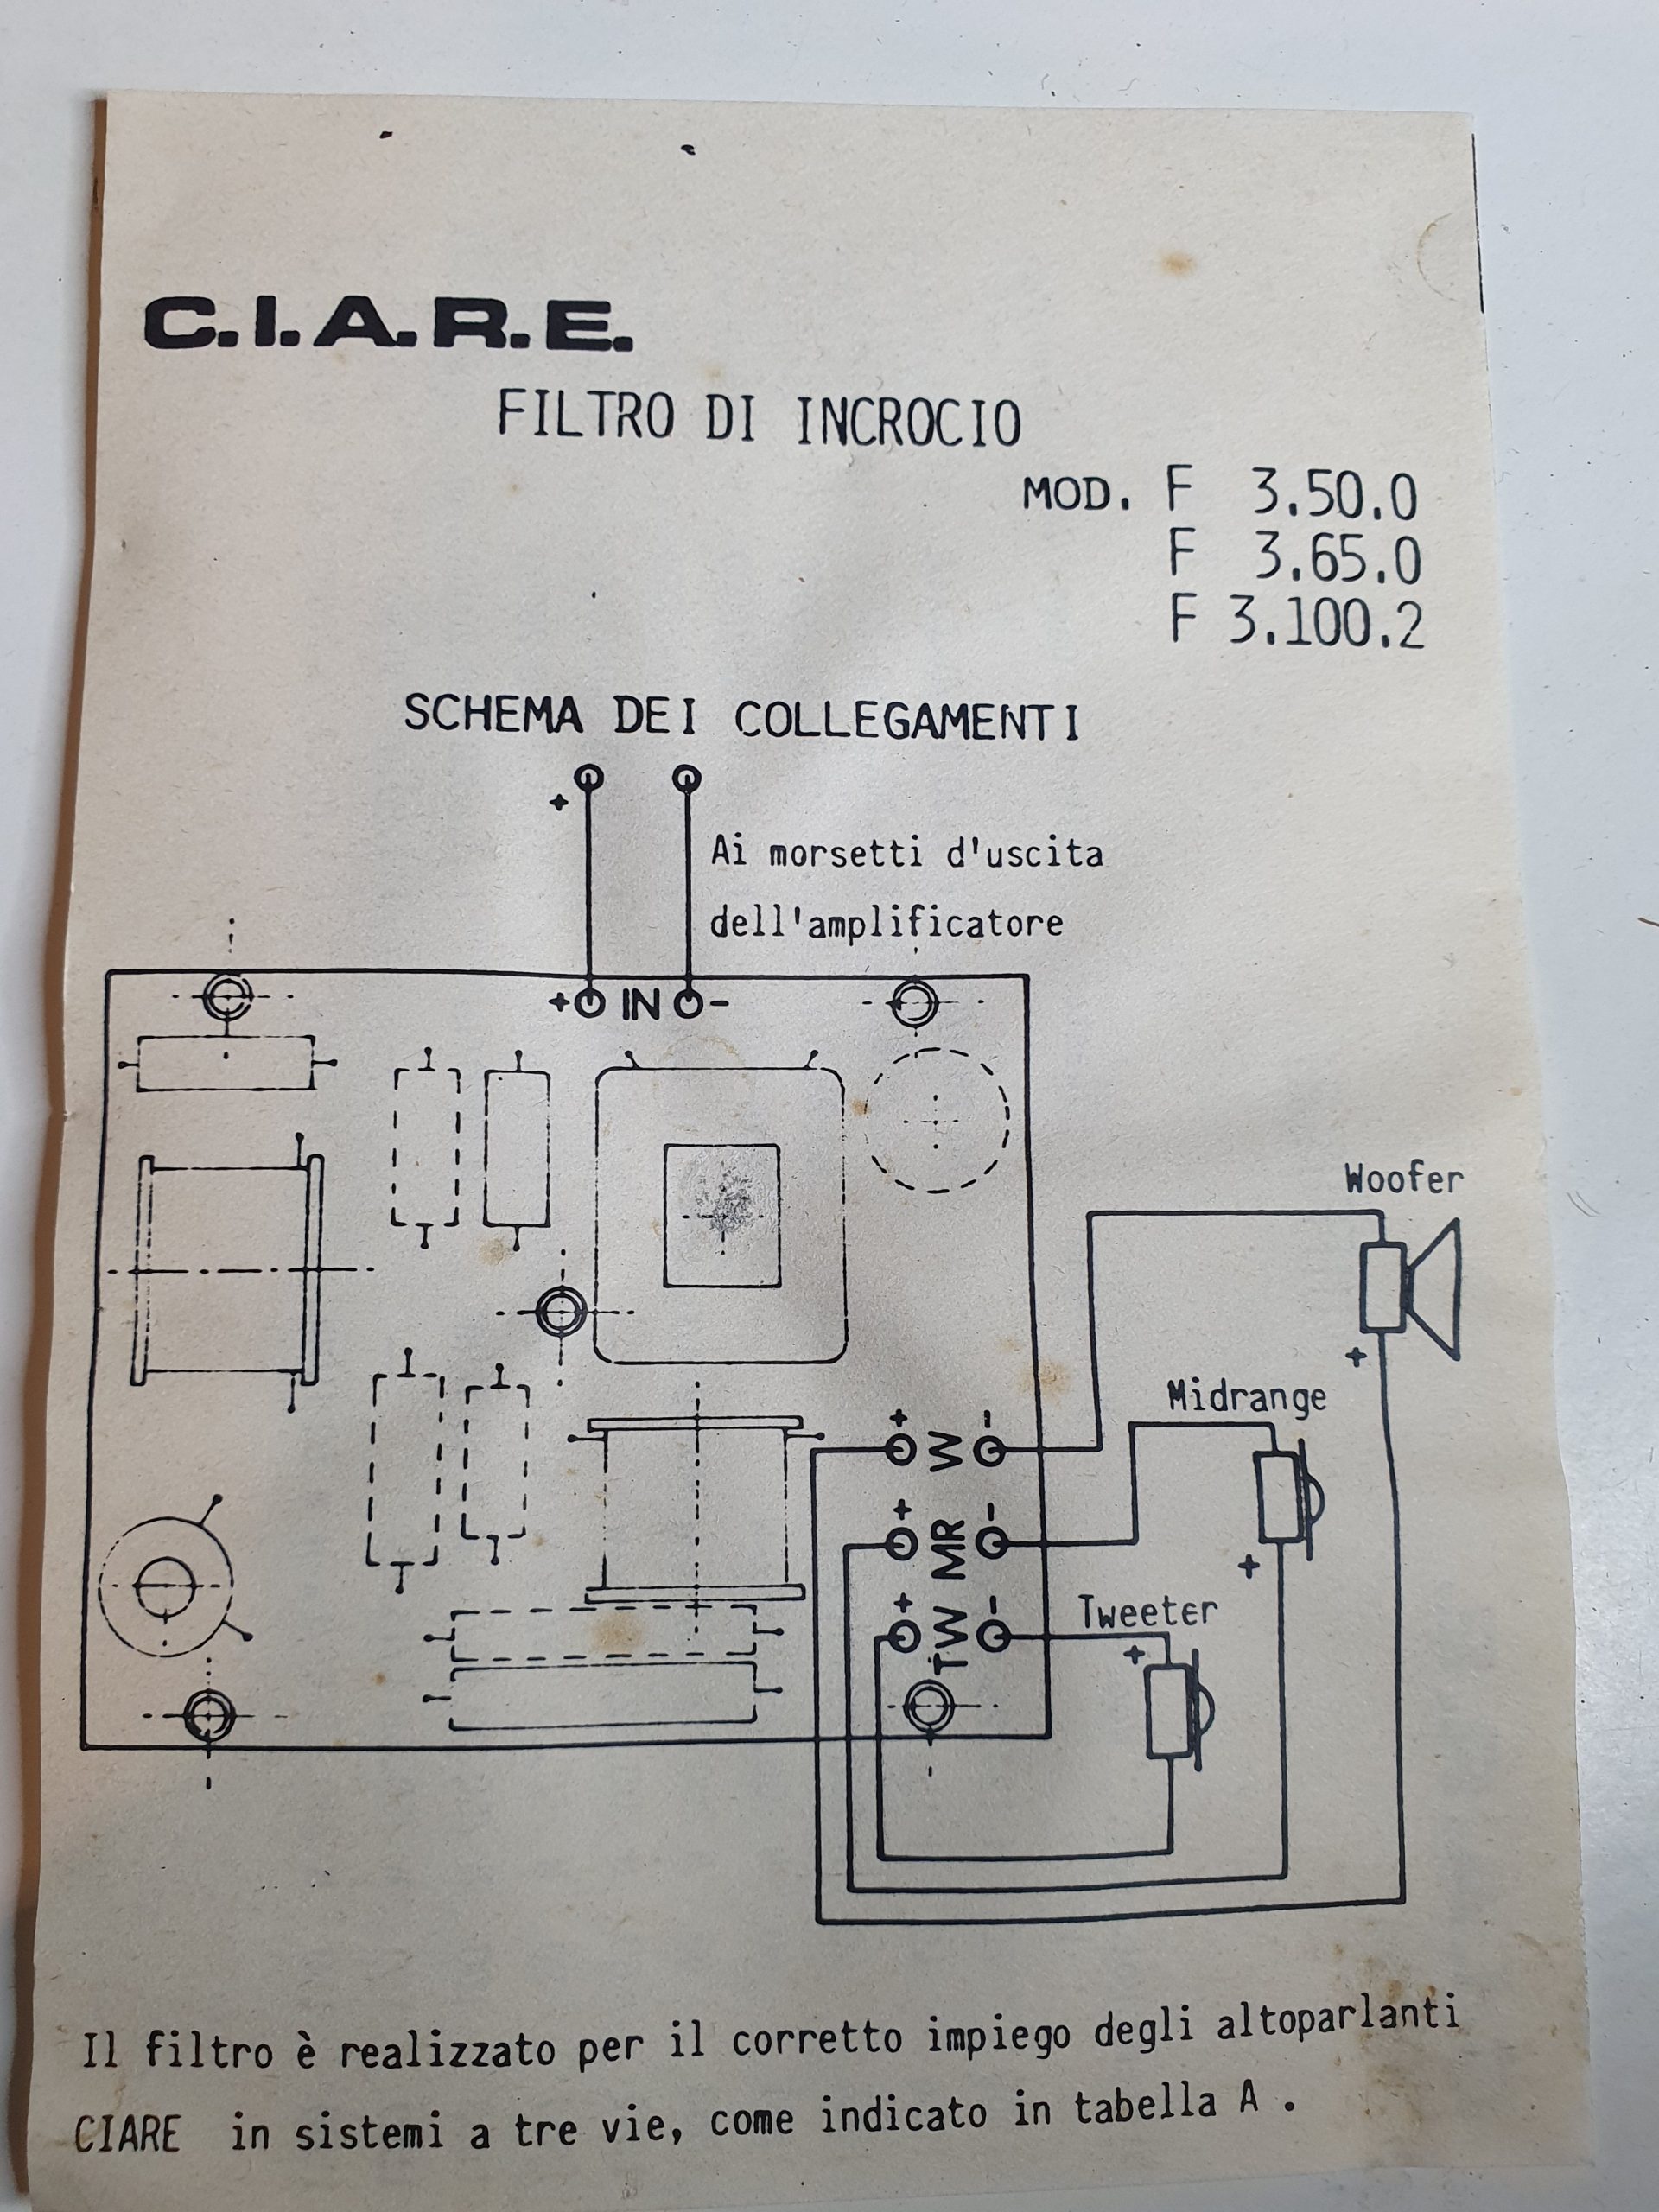 C.I.A.R.E.
FILTRO DI INCROCIO
MOD. F 3.50.0
F 3.65.0
F 3.100.2
SCHEMA DEI COLLEGAMENTI
+
Ai morsetti d'uscita
dell'amplificatore
+ IN -
Woofer
+
Midrange
+ W -
+
+ MR -
Tweeter
+
+ TW -
Il filtro è realizzato per il corretto impiego degli altoparlanti
CIARE in sistemi a tre vie, come indicato in tabella A .